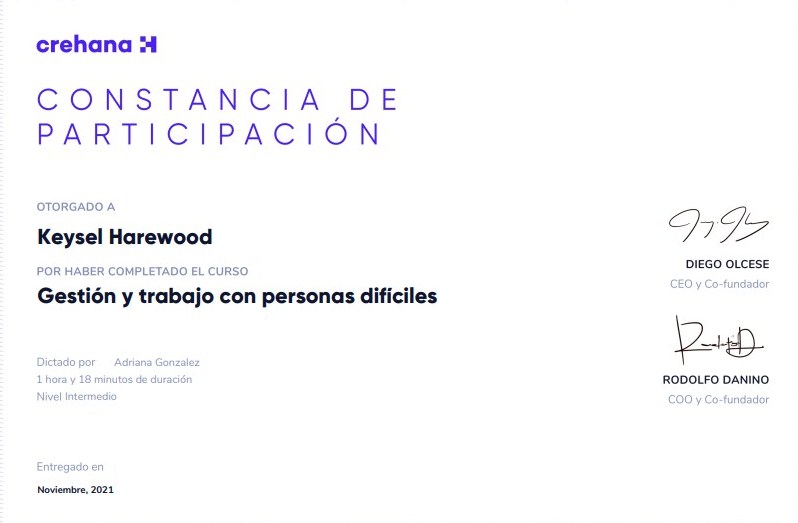 crehana
CONSTANCIA DE
PARTICIPACIÓN
OTORGADO A
Keysel Harewood
POR HABER COMPLETADO EL CURSO
Gestión y trabajo con personas difíciles
Dictado por Adriana Gonzalez
1 hora y 18 minutos de duración
Nivel Intermedio
Entregado en
Noviembre, 2021
DIEGO OLCESE
CEO y Co-fundador
RODOLFO DANINO
COO y Co-fundador